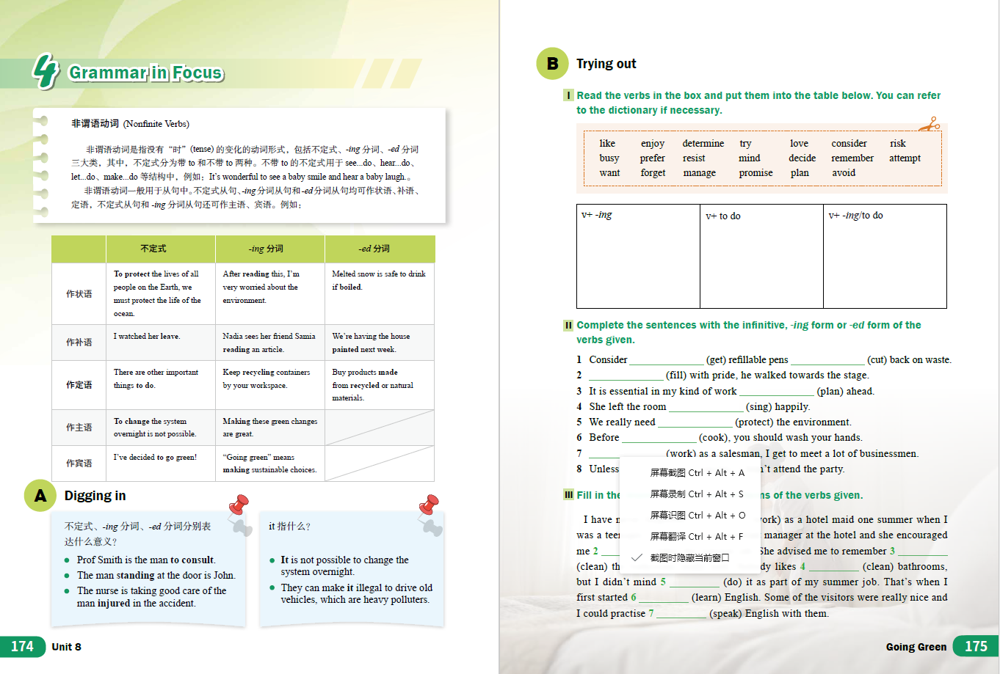 4 Grammar in Focus
非谓语动词 (Nonfinite Verbs)
非谓语动词是指没有“时”(tense) 的变化的动词形式，包括不定式、-ing 分词、-ed 分词
三大类，其中，不定式分为带 to 和不带 to 两种。不带 to 的不定式用于 see...do、hear...do、
let...do、make...do 等结构中，例如：It's wonderful to see a baby smile and hear a baby laugh.。
非谓语动词一般用于从句中。不定式从句、-ing 分词从句和 -ed 分词从句均可作状语、补语、
定语，不定式从句和 -ing 分词从句还可作主语、宾语。例如：
不定式 -ing 分词 -ed 分词
作状语
To protect the lives of all
people on the Earth, we
must protect the life of the
ocean.
After reading this, I'm
very worried about the
environment.
Melted snow is safe to drink
if boiled.
作补语
I watched her leave.
Nadia sees her friend Samia
reading an article.
We're having the house
painted next week.
作定语
There are other important
things to do.
Keep recycling containers
by your workspace.
Buy products made
from recycled or natural
materials.
作主语
To change the system
overnight is not possible.
Making these green changes
are great.
作宾语
I've decided to go green!
"Going green" means
making sustainable choices.
A Digging in
不定式、-ing 分词、-ed 分词分别表
达什么意义？
● Prof Smith is the man to consult.
● The man standing at the door is John.
● The nurse is taking good care of the
man injured in the accident.
it 指什么？
● It is not possible to change the
system overnight.
● They can make it illegal to drive old
vehicles, which are heavy polluters.
174 Unit 8
B Trying out
I Read the verbs in the box and put them into the table below. You can refer
to the dictionary if necessary.
like enjoy determine try love consider risk
busy prefer resist mind decide remember attempt
want forget manage promise plan avoid
v+ -ing v+ to do v+ -ing/to do
II Complete the sentences with the infinitive, -ing form or -ed form of the
verbs given.
1 Consider ______________ (get) refillable pens ______________ (cut) back on waste.
2 ______________ (fill) with pride, he walked towards the stage.
3 It is essential in my kind of work ______________ (plan) ahead.
4 She left the room ______________ (sing) happily.
5 We really need ______________ (protect) the environment.
6 Before ______________ (cook), you should wash your hands.
7 ______________ (work) as a salesman, I get to meet a lot of businessmen.
8 Unless 't attend the party.
III Fill in the ms of the verbs given.
I have ork) as a hotel maid one summer when I
was a tee manager at the hotel and she encouraged
me 2 She advised me to remember 3 __________
(clean) th dy likes 4 __________ (clean) bathrooms,
but I didn't mind 5 __________ (do) it as part of my summer job. That's when I
first started 6 __________ (learn) English. Some of the visitors were really nice and
I could practise 7 __________ (speak) English with them.
屏幕截图 Ctrl + Alt + A
屏幕录制 Ctrl + Alt + S
屏幕识图 Ctrl + Alt + O
屏幕翻译 Ctrl + Alt + F
截图时隐藏当前窗口
Going Green 175